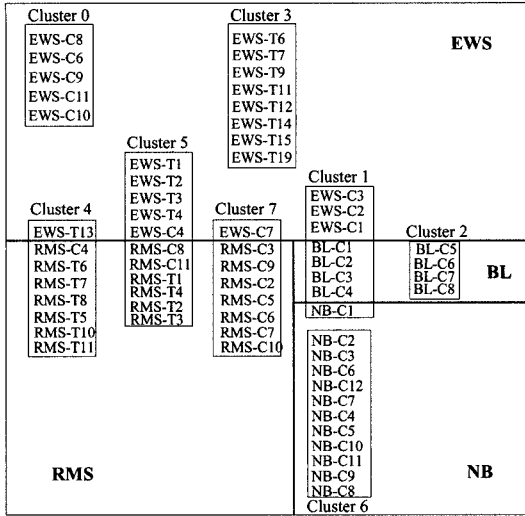 Cluster 0
EWS-C8
EWS-C6
EWS-C9
EWS-C11
EWS-C10
Cluster 3
EWS-T6
EWS-T7
EWS-T9
EWS-T11
EWS-T12
EWS-T14
EWS-T15
EWS-T19
EWS
Cluster 5
EWS-T1
EWS-T2
EWS-T3
EWS-T4
EWS-C4
RMS-C8
RMS-C11
RMS-T1
RMS-T4
RMS-T2
RMS-T3
Cluster 1
EWS-C3
EWS-C2
EWS-C1
BL-C1
BL-C2
BL-C3
BL-C4
NB-C1
Cluster 4
EWS-T13
RMS-C4
RMS-T6
RMS-T7
RMS-T8
RMS-T5
RMS-T10
RMS-T11
Cluster 7
EWS-C7
RMS-C3
RMS-C9
RMS-C2
RMS-C5
RMS-C6
RMS-C7
RMS-C10
Cluster 2
BL-C5
BL-C6
BL-C7
BL-C8
BL
NB-C2
NB-C3
NB-C6
NB-C12
NB-C7
NB-C4
NB-C5
NB-C10
NB-C11
NB-C9
NB-C8
Cluster 6
RMS
NB